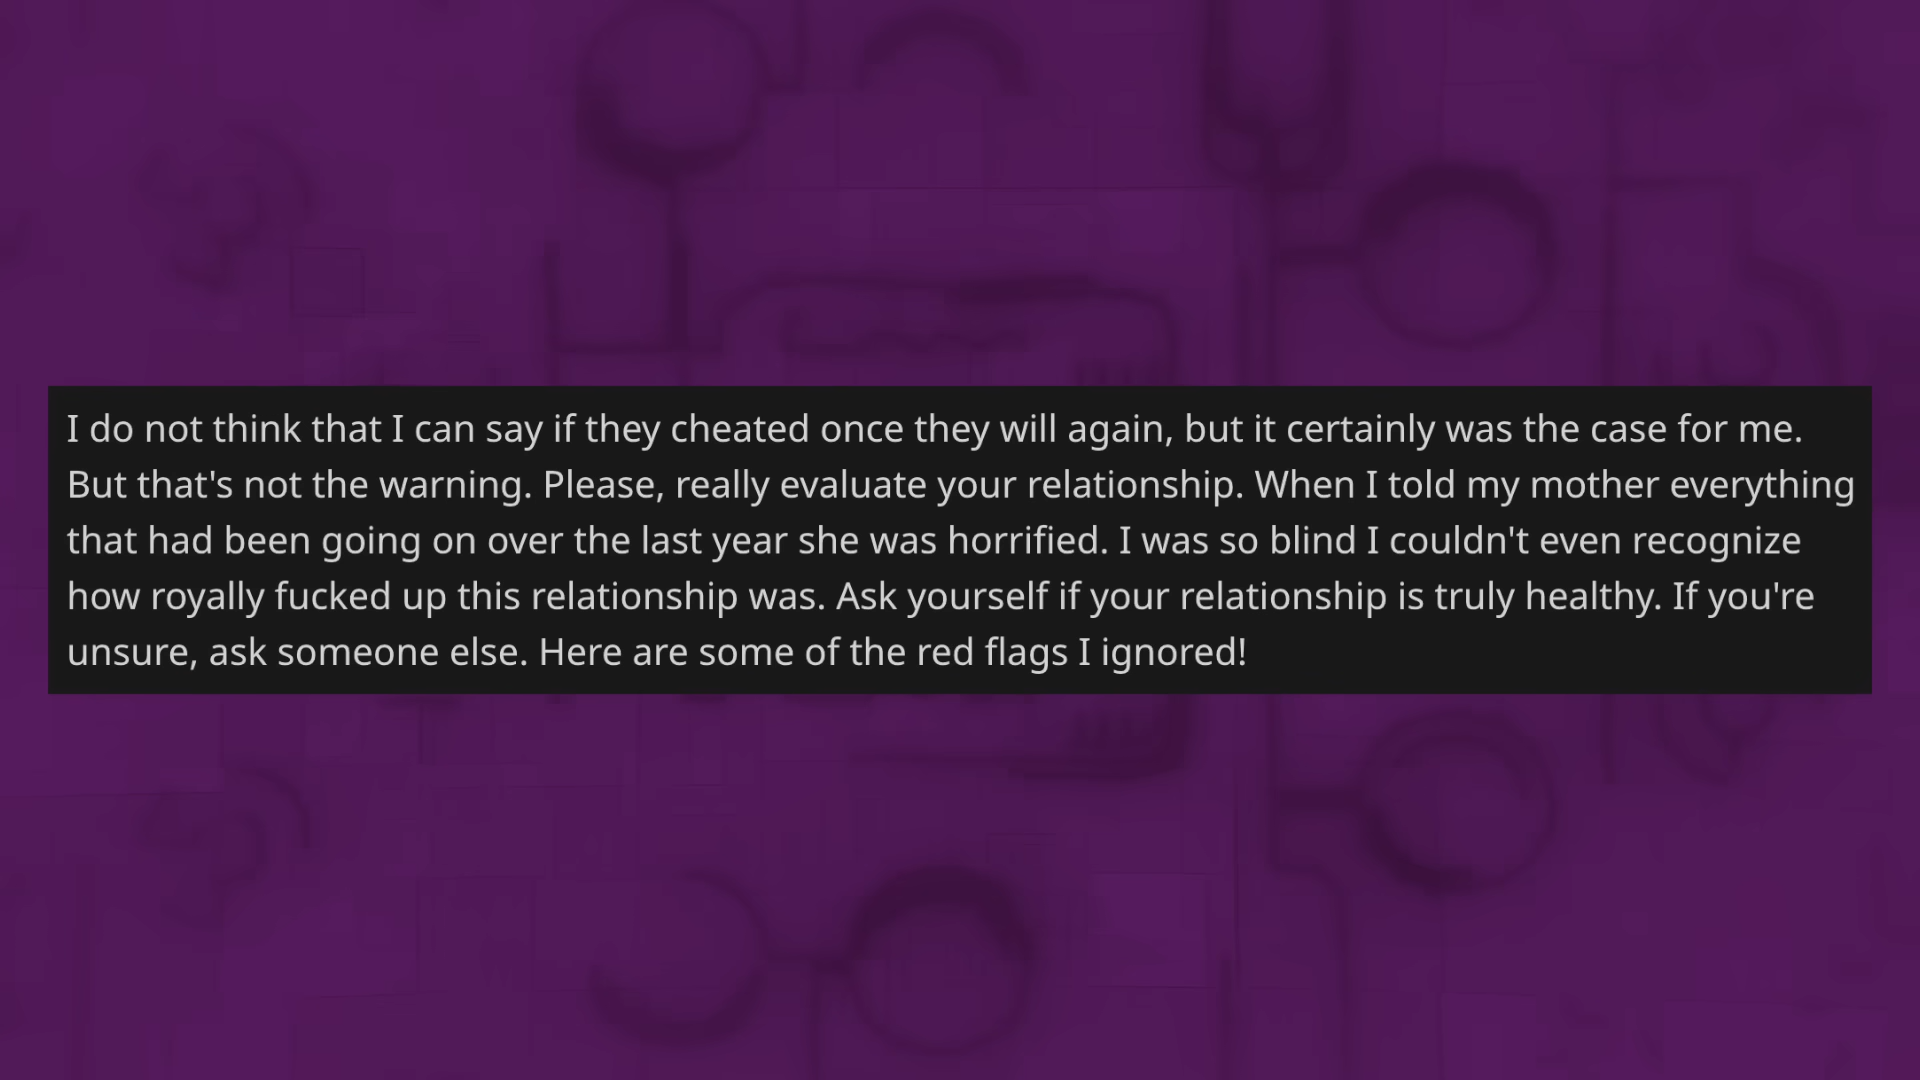 I do not think that I can say if they cheated once they will again, but it certainly was the case for me.
But that's not the warning. Please, really evaluate your relationship. When I told my mother everything
that had been going on over the last year she was horrified. I was so blind I couldn't even recognize
how royally fucked up this relationship was. Ask yourself if your relationship is truly healthy. If you're
unsure, ask someone else. Here are some of the red flags I ignored!